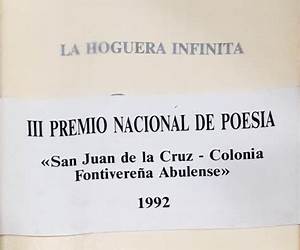 LA HOGUERA INFINITA
III PREMIO NACIONAL DE POESIA
«San Juan de la Cruz - Colonia
Fontivereña Abulense»
1992